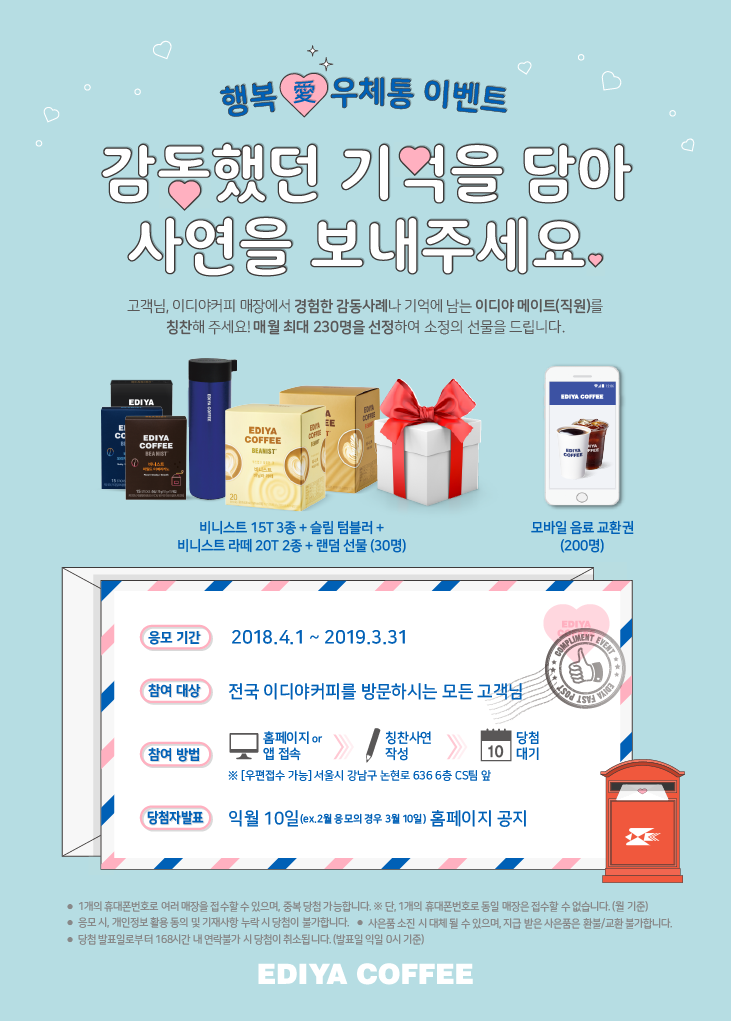 행복 愛 우체통 이벤트
감동했던 기억을 담아
사연을 보내주세요
고객님, 이디야커피 매장에서 경험한 감동사례나 기억에 남는 이디야 메이트(직원)를
칭찬해 주세요! 매월 최대 230명을 선정하여 소정의 선물을 드립니다.
EDIYA
EDIYA COFFEE
BEANIST
비니스트
EDIYA COFFEE
EDIYA
COFFEE
BEANIST
비니스트
20
EDIYA COFFEE
EDIYA
COFFEE
비니스트 15T 3종 + 슬림 텀블러 +
비니스트 라떼 20T 2종 + 랜덤 선물 (30명)
모바일 음료 교환권
(200명)
응모 기간 2018.4.1 ~ 2019.3.31
EDIYA
COMPLIMENT EVENT
EDIYA FAST POST
참여 대상 전국 이디야커피를 방문하시는 모든 고객님
참여 방법 홈페이지 or 앱 접속 칭찬사연 작성 10 당첨 대기
※ [우편접수 가능] 서울시 강남구 논현로 636 6층 CS팀 앞
당첨자발표 익월 10일(ex.2월 응모의 경우 3월 10일) 홈페이지 공지
● 1개의 휴대폰번호로 여러 매장을 접수할 수 있으며, 중복 당첨 가능합니다. ※ 단, 1개의 휴대폰번호로 동일 매장은 접수할 수 없습니다. (월 기준)
● 응모 시, 개인정보 활용 동의 및 기재사항 누락 시 당첨이 불가합니다. ● 사은품 소진 시 대체 될 수 있으며, 지급 받은 사은품은 환불/교환 불가합니다.
● 당첨 발표일로부터 168시간 내 연락불가 시 당첨이 취소됩니다. (발표일 익일 0시 기준)
EDIYA COFFEE